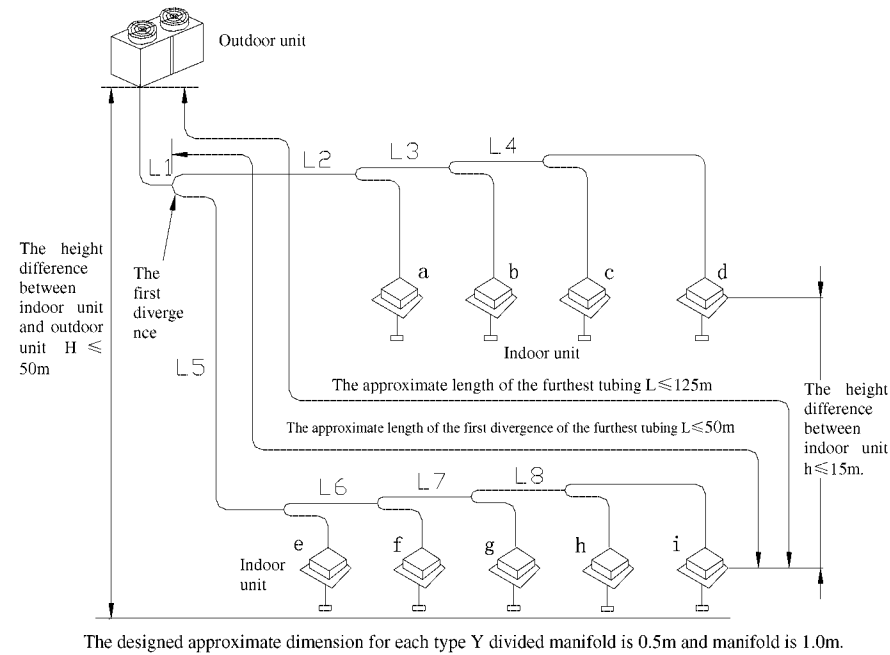 Outdoor unit
L1
L2
L3
L4
The height
difference
between
indoor unit
and outdoor
unit H ≤
50m
The
first
diverge
nce
a
b
c
d
Indoor unit
L5
The approximate length of the furthest tubing L≤125m
The approximate length of the first divergence of the furthest tubing L≤50m
The height
difference
between
indoor unit
h≤15m.
L6
L7
L8
e
f
g
h
i
Indoor
unit
The designed approximate dimension for each type Y divided manifold is 0.5m and manifold is 1.0m.